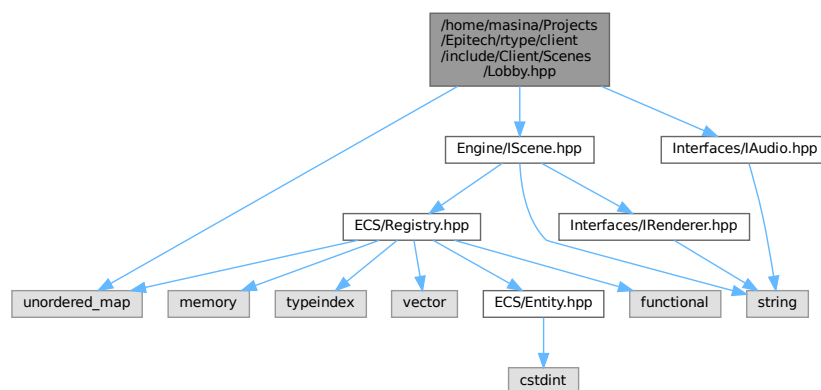 /home/masina/Projects
/Epitech/rtype/client
/include/Client/Scenes
/Lobby.hpp
Engine/IScene.hpp
Interfaces/IAudio.hpp
ECS/Registry.hpp
Interfaces/IRenderer.hpp
unordered_map
memory
typeindex
vector
ECS/Entity.hpp
functional
string
cstdint